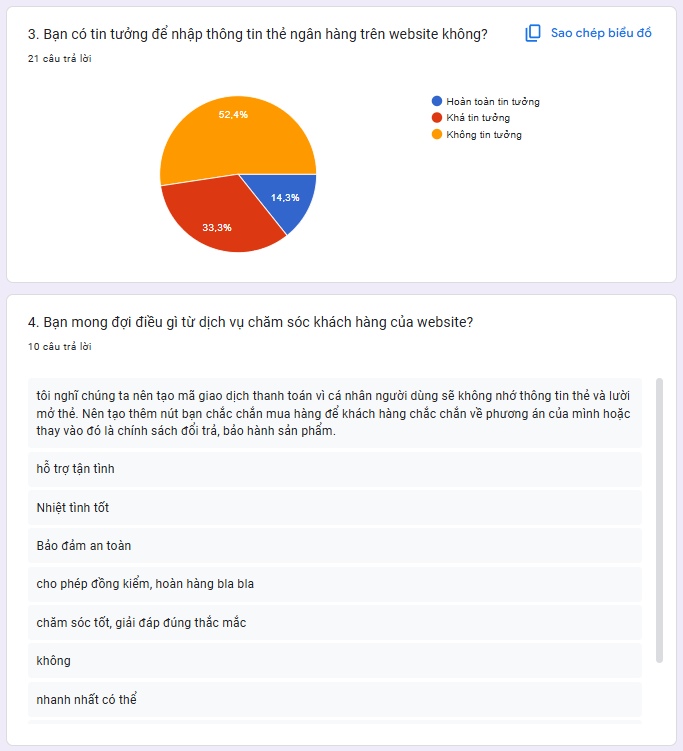 3. Bạn có tin tưởng để nhập thông tin thẻ ngân hàng trên website không?
Sao chép biểu đồ
21 câu trả lời
Hoàn toàn tin tưởng
Khá tin tưởng
Không tin tưởng
52,4%
14,3%
33,3%
4. Bạn mong đợi điều gì từ dịch vụ chăm sóc khách hàng của website?
10 câu trả lời
tôi nghĩ chúng ta nên tạo mã giao dịch thanh toán vì cá nhân người dùng sẽ không nhớ thông tin thẻ và lười
mở thẻ. Nên tạo thêm nút bạn chắc chắn mua hàng để khách hàng chắc chắn về phương án của mình hoặc
thay vào đó là chính sách đổi trả, bảo hành sản phẩm.
hỗ trợ tận tình
Nhiệt tình tốt
Bảo đảm an toàn
cho phép đồng kiểm, hoàn hàng bla bla
chăm sóc tốt, giải đáp đúng thắc mắc
không
nhanh nhất có thể